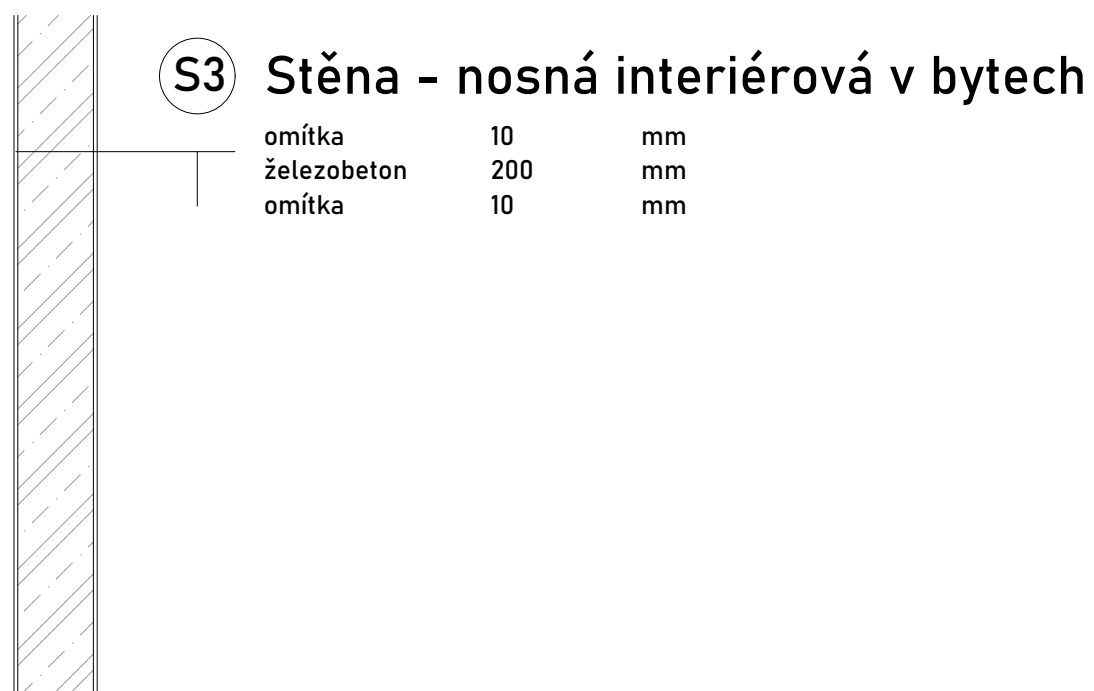 S3 Stěna - nosná interiérová v bytech
omítka 10 mm
železobeton 200 mm
omítka 10 mm